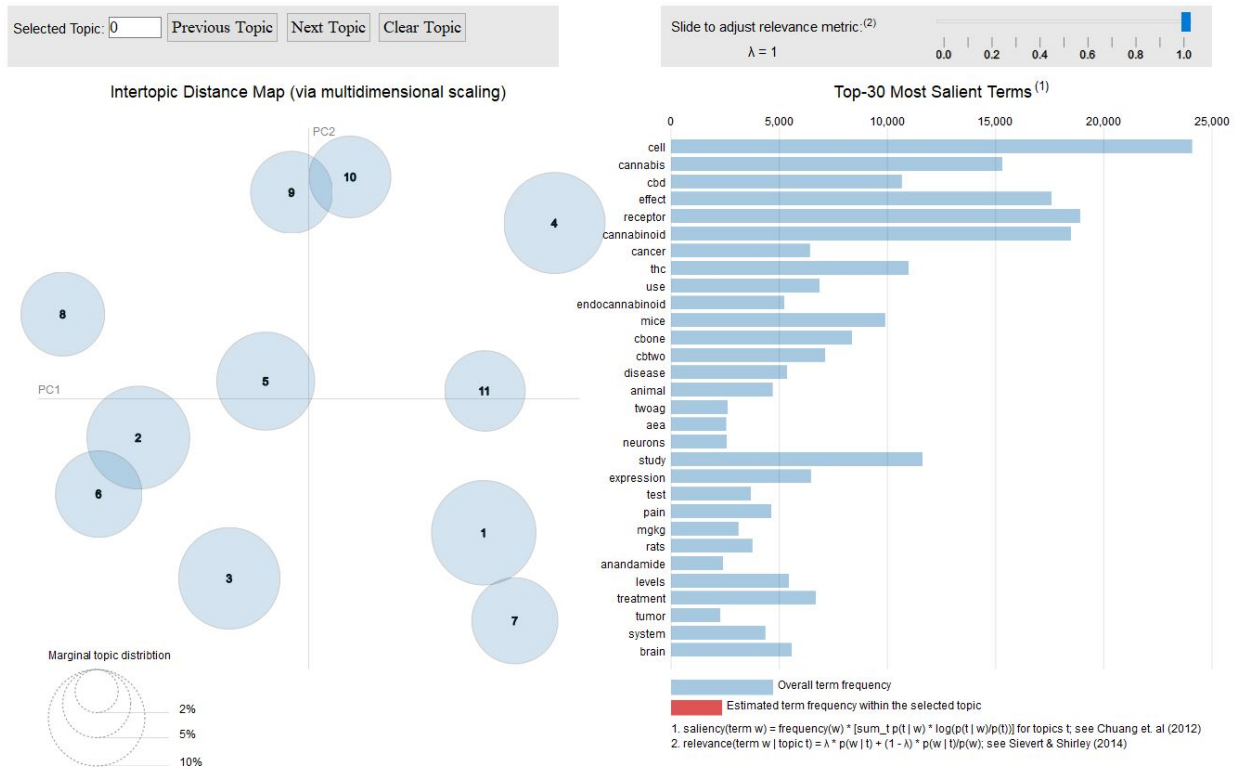 Selected Topic: 0 Previous Topic Next Topic Clear Topic
Slide to adjust relevance metric:(2)
λ = 1
0.0 0.2 0.4 0.6 0.8 1.0
Intertopic Distance Map (via multidimensional scaling)
PC2
PC1
9
10
4
8
5
11
2
6
1
3
7
Marginal topic distribtion
2%
5%
10%
Top-30 Most Salient Terms (1)
0 5,000 10,000 15,000 20,000 25,000
cell
cannabis
cbd
effect
receptor
cannabinoid
cancer
thc
use
endocannabinoid
mice
cbone
cbtwo
disease
animal
twoag
aea
neurons
study
expression
test
pain
mgkg
rats
anandamide
levels
treatment
tumor
system
brain
Overall term frequency
Estimated term frequency within the selected topic
1. saliency(term w) = frequency(w) * [sum_t p(t | w) * log(p(t | w)/p(t))] for topics t; see Chuang et. al (2012)
2. relevance(term w | topic t) = λ * p(w | t) + (1 - λ) * p(w | t)/p(w); see Sievert & Shirley (2014)